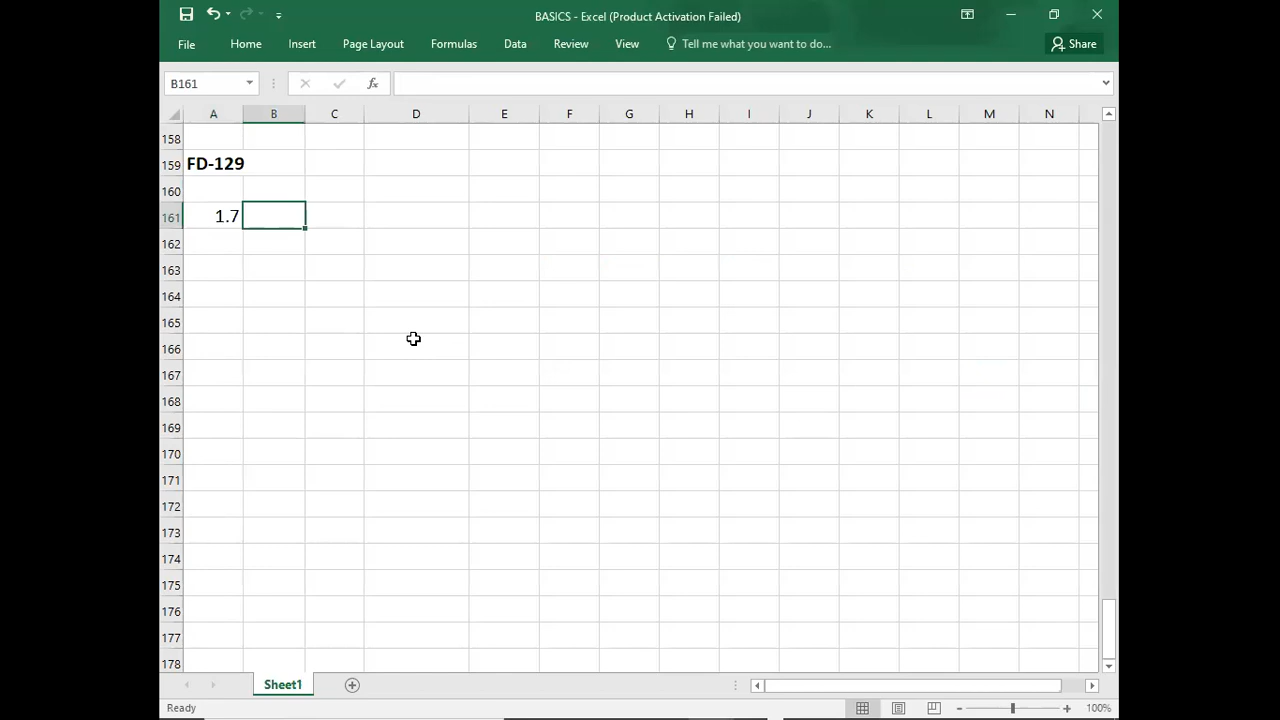 BASICS - Excel (Product Activation Failed)
File Home Insert Page Layout Formulas Data Review View Tell me what you want to do... Share
B161 fx
A B C D E F G H I J K L M N
158
159 FD-129
160
161 1.7
162
163
164
165
166
167
168
169
170
171
172
173
174
175
176
177
178
Sheet1
Ready 100%